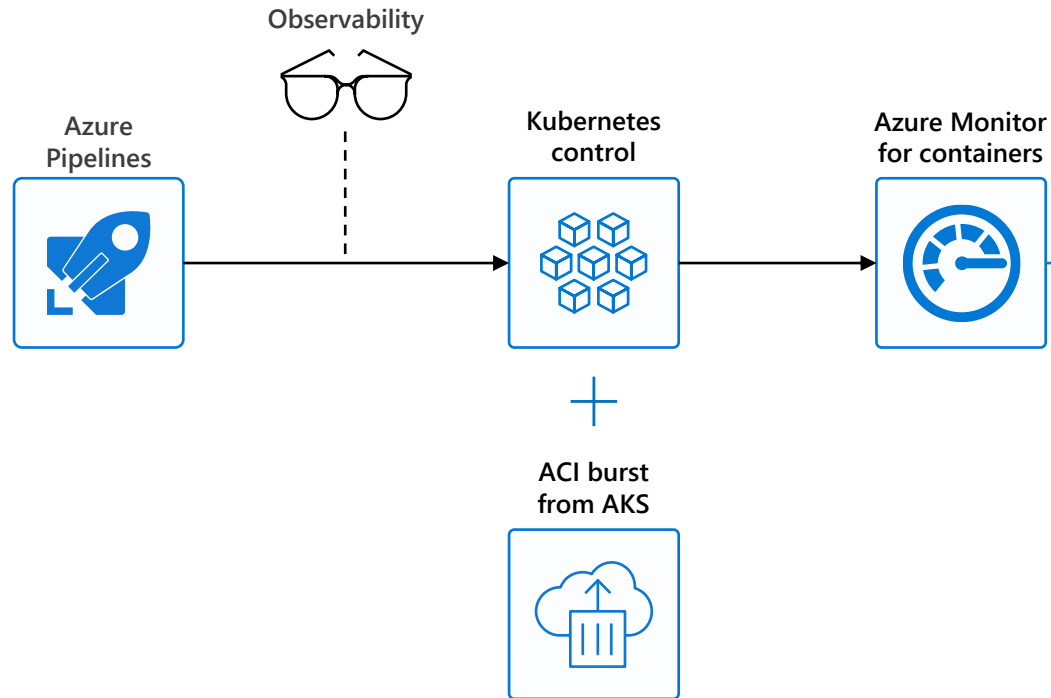 Observability
Azure
Pipelines
Kubernetes
control
Azure Monitor
for containers
ACI burst
from AKS